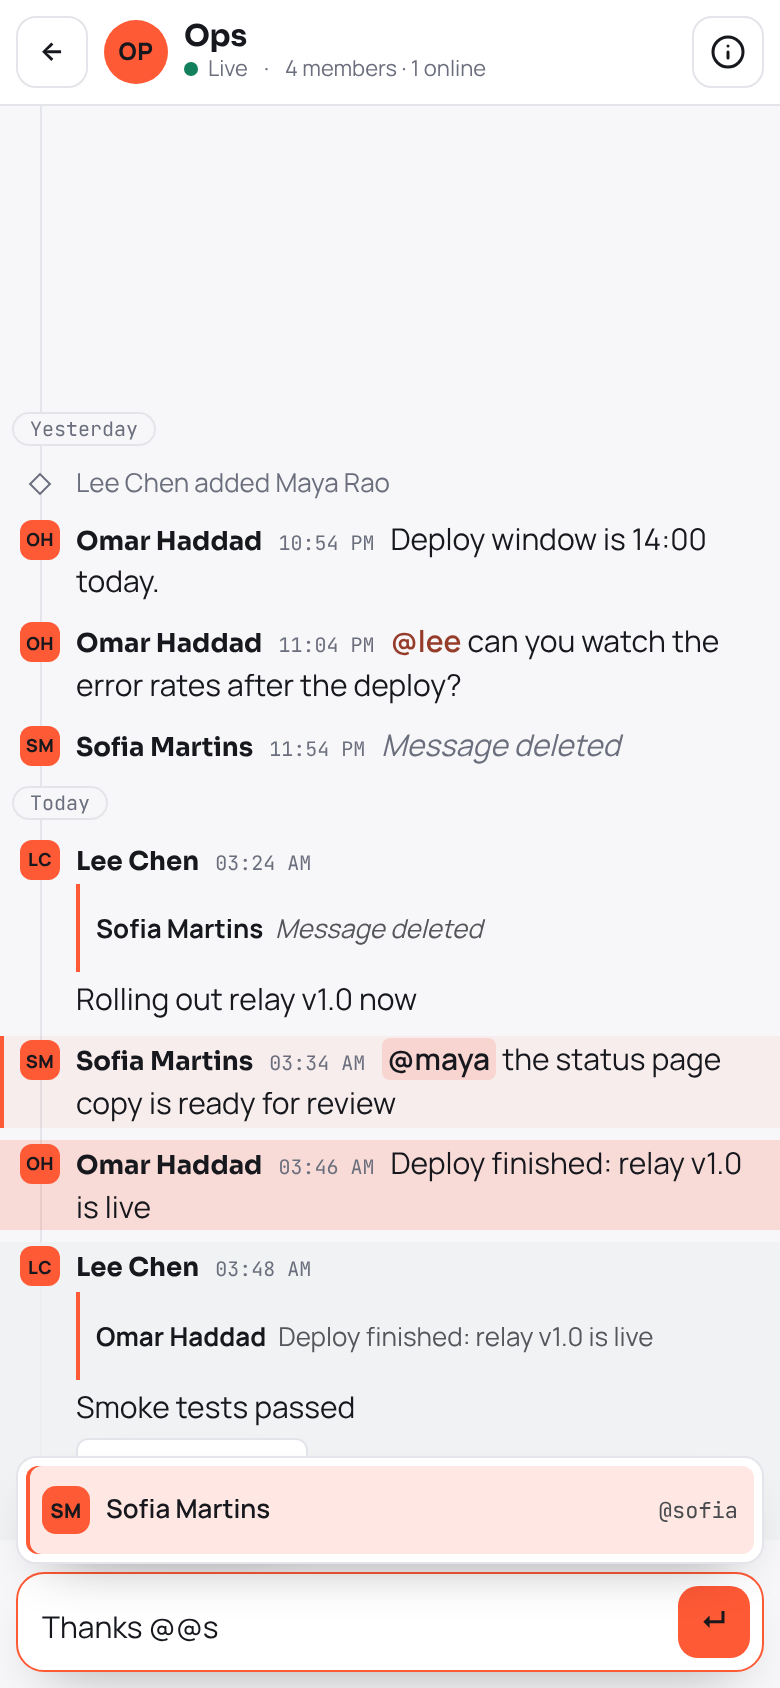 OP
Ops
Live · 4 members · 1 online
Yesterday
Lee Chen added Maya Rao
OH Omar Haddad 10:54 PM Deploy window is 14:00
today.
OH Omar Haddad 11:04 PM @lee can you watch the
error rates after the deploy?
SM Sofia Martins 11:54 PM Message deleted
Today
LC Lee Chen 03:24 AM
Sofia Martins Message deleted
Rolling out relay v1.0 now
SM Sofia Martins 03:34 AM @maya the status page
copy is ready for review
OH Omar Haddad 03:46 AM Deploy finished: relay v1.0
is live
LC Lee Chen 03:48 AM
Omar Haddad Deploy finished: relay v1.0 is live
Smoke tests passed
SM Sofia Martins @sofia
Thanks @@s